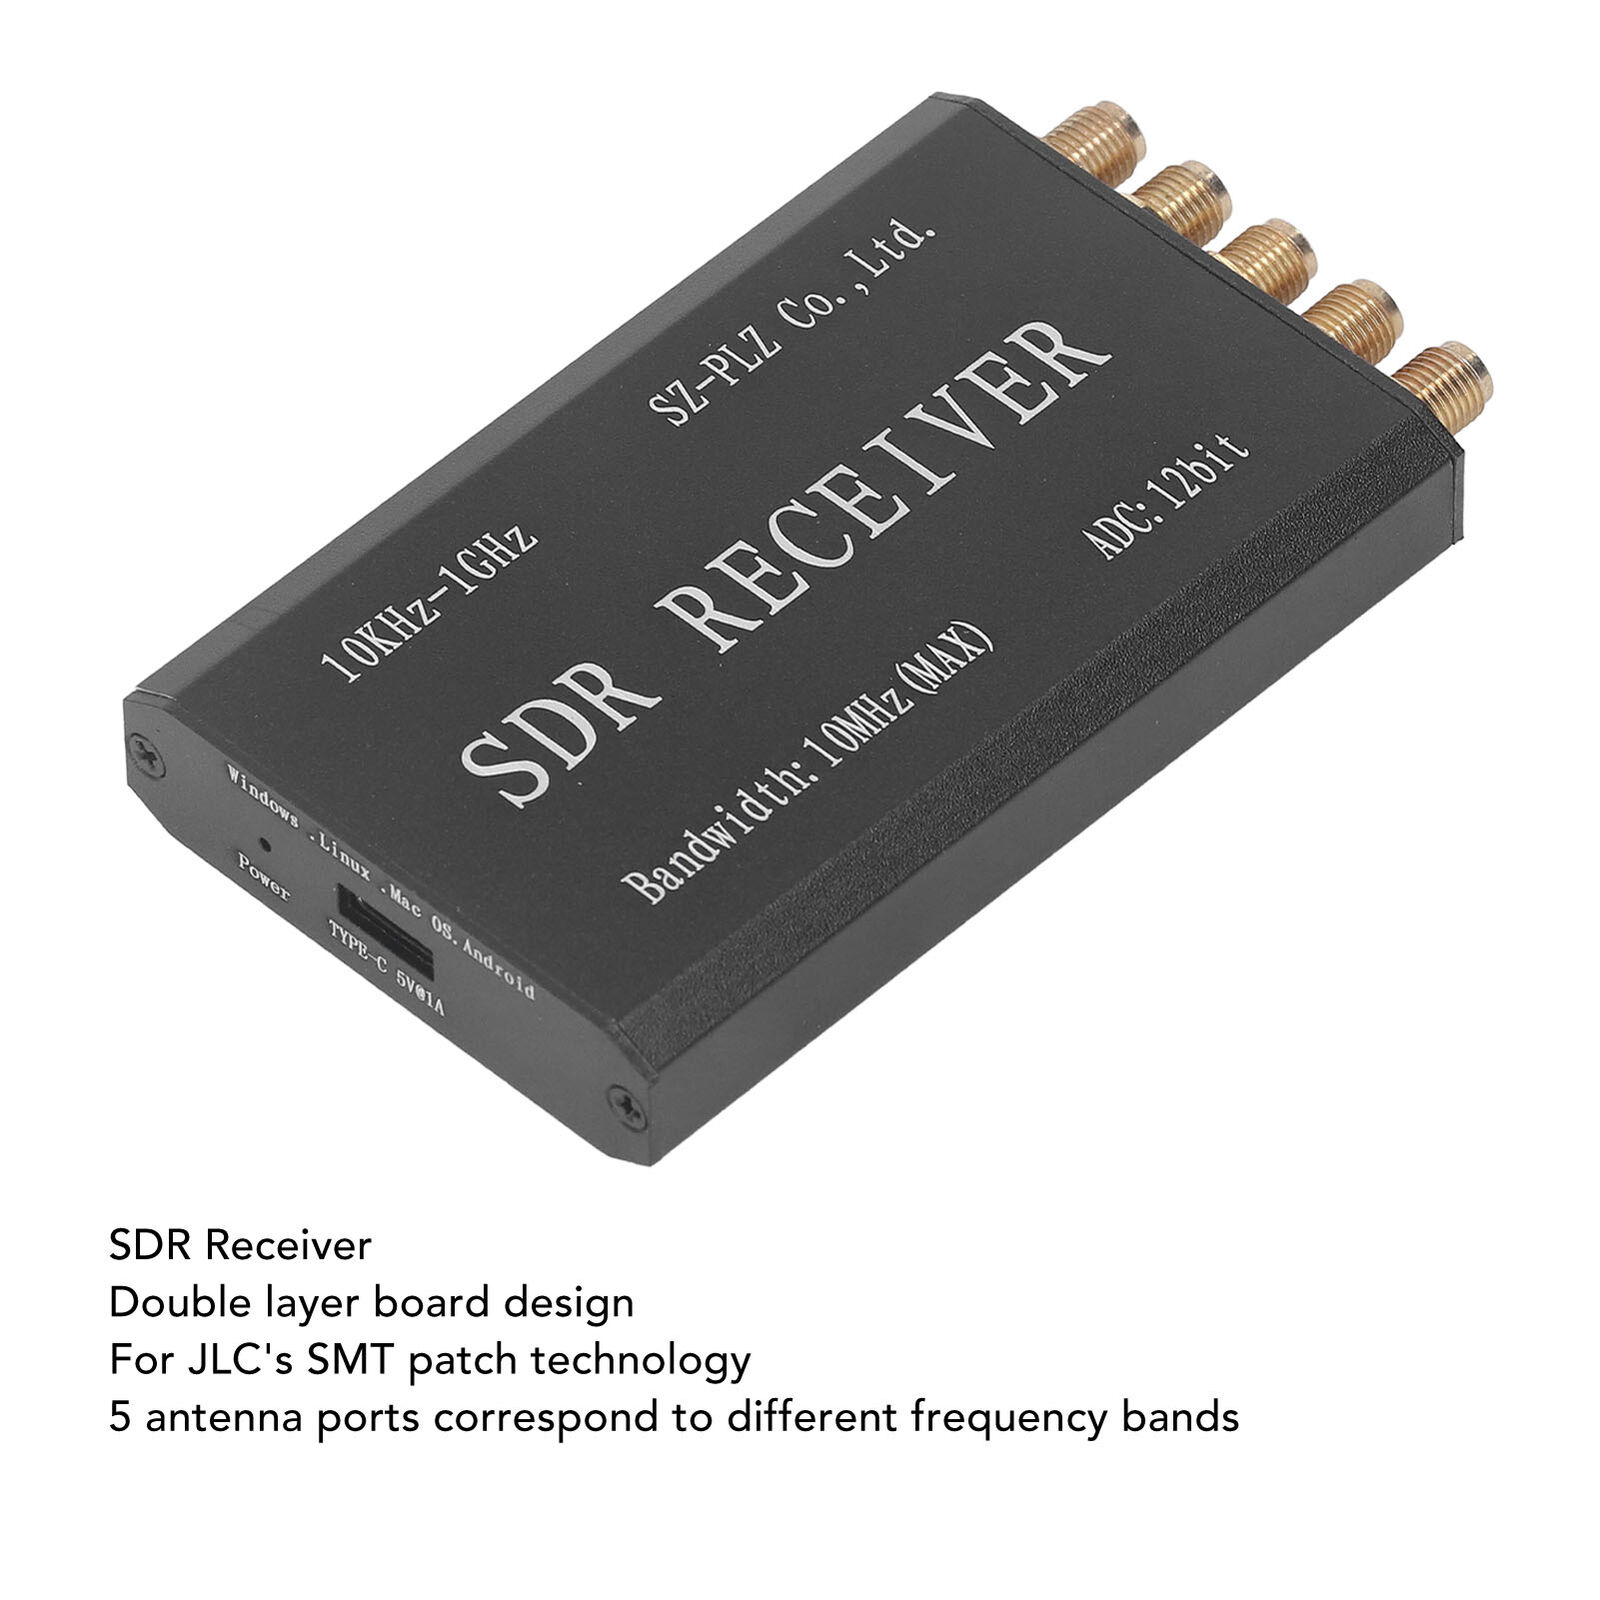 SZ-PLZ Co.,Ltd.
10KHz-1GHz
SDR RECEIVER
ADC:12bit
Bandwidth:10MHz(MAX)
Windows .Linux .Mac OS.Android
Power
TYPE-C 5V@1A
SDR Receiver
Double layer board design
For JLC's SMT patch technology
5 antenna ports correspond to different frequency bands